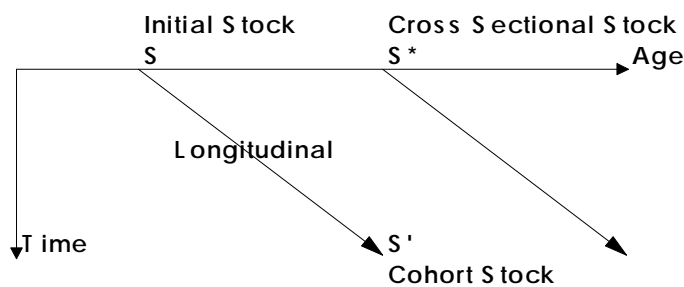 Initial Stock
Cross Sectional Stock
S
S*
Age
Longitudinal
Time
S'
Cohort Stock